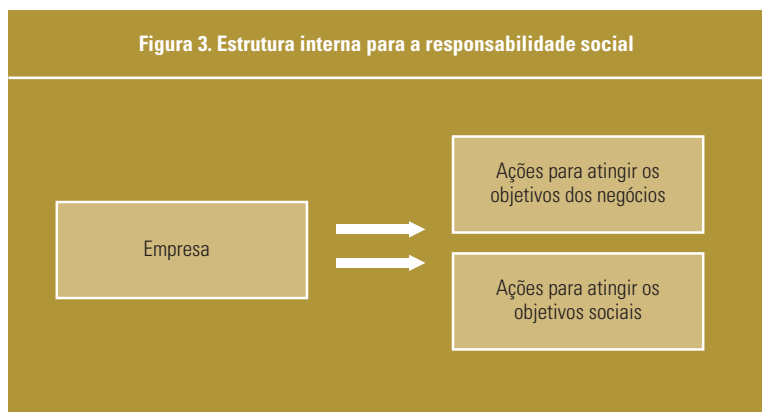 Figura 3. Estrutura interna para a responsabilidade social
Empresa
Ações para atingir os
objetivos dos negócios
Ações para atingir os
objetivos sociais